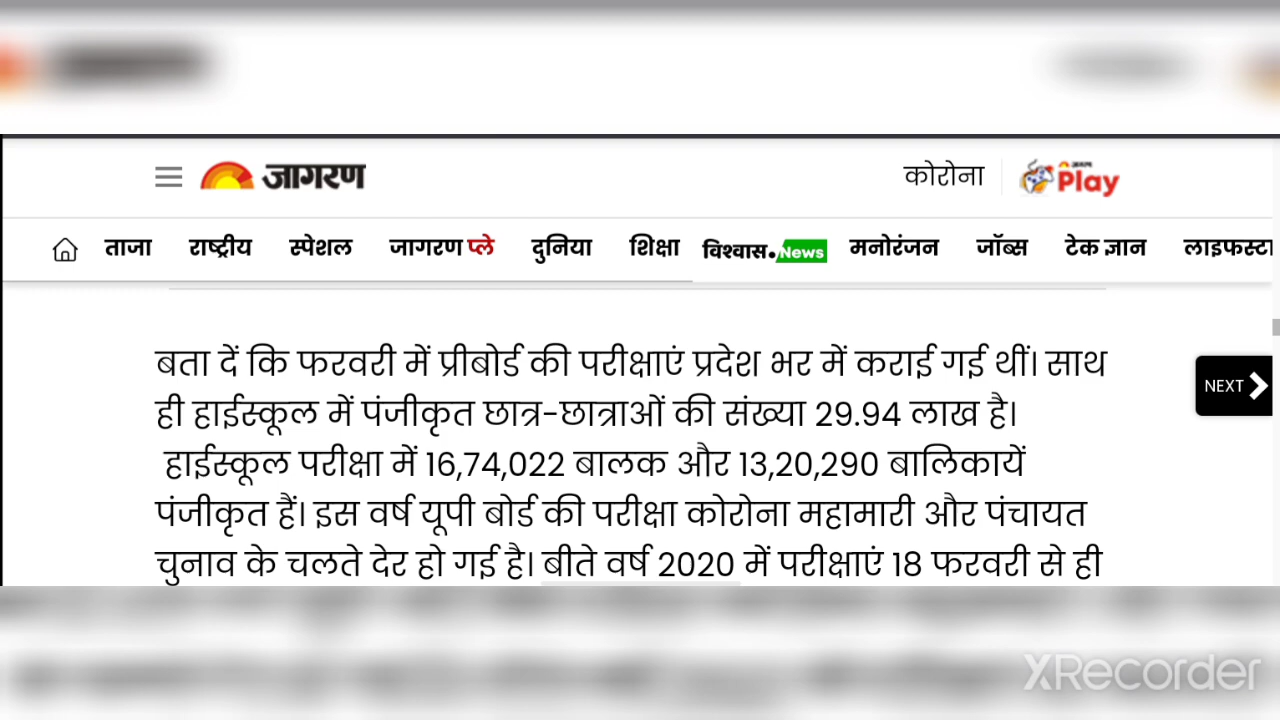 जागरण
कोरोना
जागरण Play
ताजा राष्ट्रीय स्पेशल जागरण प्ले दुनिया शिक्षा विश्वास.News मनोरंजन जॉब्स टेक ज्ञान लाइफस्टा
बता दें कि फरवरी में प्रीबोर्ड की परीक्षाएं प्रदेश भर में कराई गई थीं। साथ
ही हाईस्कूल में पंजीकृत छात्र-छात्राओं की संख्या 29.94 लाख है।
हाईस्कूल परीक्षा में 16,74,022 बालक और 13,20,290 बालिकायें
पंजीकृत हैं। इस वर्ष यूपी बोर्ड की परीक्षा कोरोना महामारी और पंचायत
चुनाव के चलते देर हो गई है। बीते वर्ष 2020 में परीक्षाएं 18 फरवरी से ही
NEXT
XRecorder